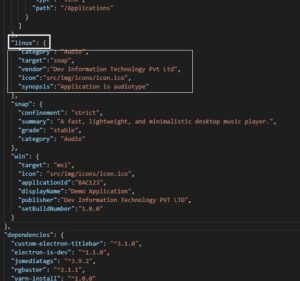 "path": "/Applications"
}
]
},
"linux": {
"category": "Audio",
"target":"snap",
"vendor":"Dev Information Technology Pvt Ltd",
"icon":"src/img/icons/icon.ico",
"synopsis":"Application is audiotype"
},
"snap": {
"confinement": "strict",
"summary": "A fast, lightweight, and minimalistic desktop music player.",
"grade": "stable",
"category": "Audio"
},
"win": {
"target": "msi",
"icon": "src/img/icons/icon.ico",
"applicationId":"BAC123",
"displayName":"Demo Application",
"publisher":"Dev Information Technology PVT LTD",
"setBuildNumber":"1.0.0"
}
},
"dependencies": {
"custom-electron-titlebar": "^3.1.0",
"electron-is-dev": "^1.1.0",
"jsmediatags": "^3.9.2",
"rgbaster": "^2.1.1",
"yarn-install": "^1.0.0"